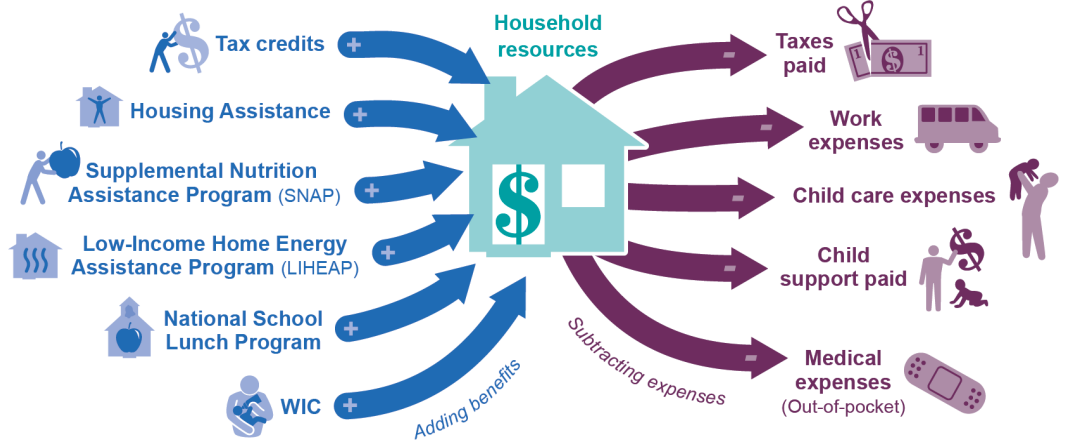 Household
resources
Tax credits
+
Housing Assistance
+
Supplemental Nutrition
Assistance Program (SNAP)
+
Low-Income Home Energy
Assistance Program (LIHEAP)
+
National School
Lunch Program
+
WIC
+
Adding benefits
$
$
Taxes
paid
-
1
$
1
Work
expenses
-
Child care expenses
-
Child
support paid
-
$
Medical
expenses
(Out-of-pocket)
-
Subtracting expenses